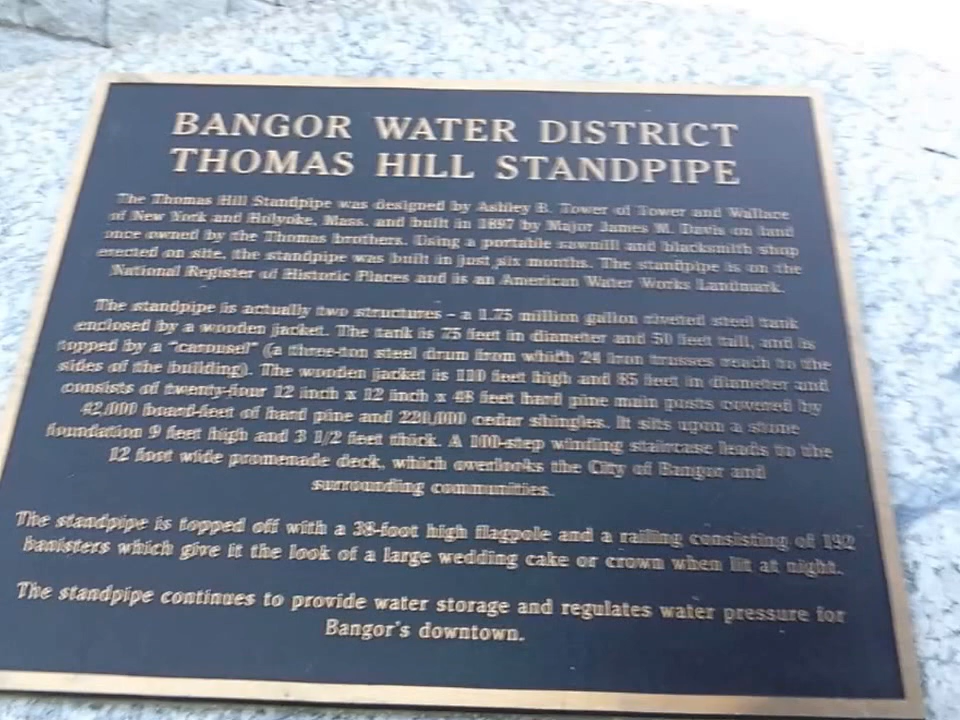 BANGOR WATER DISTRICT
THOMAS HILL STANDPIPE
The Thomas Hill Standpipe was designed by Ashley B. Tower of Tower and Wallace
of New York and Holyoke, Mass. and built in 1897 by Major James M. Davis on land
once owned by the Thomas brothers. Using a portable sawmill and blacksmith shop
erected on site, the standpipe was built in just six months. The standpipe is on the
National Register of Historic Places and is an American Water Works Landmark.
The standpipe is actually two structures - a 1.75 million gallon riveted steel tank
enclosed by a wooden jacket. The tank is 75 feet in diameter and 50 feet tall, and is
topped by a "carousel" (a three-ton steel drum from which 24 iron trusses reach to the
sides of the building). The wooden jacket is 110 feet high and 85 feet in diameter and
consists of twenty-four 12 inch x 12 inch x 48 feet hard pine main posts covered by
42,000 board-feet of hard pine and 220,000 cedar shingles. It sits upon a stone
foundation 9 feet high and 3 1/2 feet thick. A 100-step winding staircase leads to the
12 foot wide promenade deck, which overlooks the City of Bangor and
surrounding communities.
The standpipe is topped off with a 38-foot high flagpole and a railing consisting of 192
banisters which give it the look of a large wedding cake or crown when lit at night.
The standpipe continues to provide water storage and regulates water pressure for
Bangor's downtown.